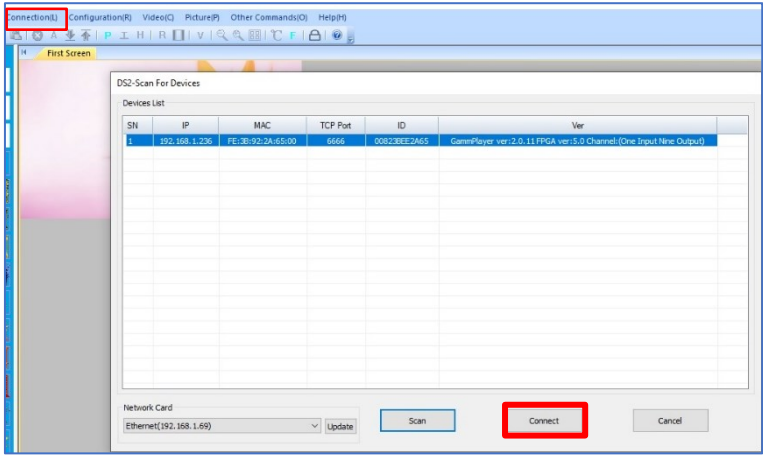 Connection(L) Configuration(R) Video(C) Picture(P) Other Commands(O) Help(H)
A P I H R V ℃ F
First Screen
DS2-Scan For Devices
Devices List
SN IP MAC TCP Port ID Ver
1 192.168.1.236 FE:3B:92:2A:65:00 6666 00823BEE2A65 GammPlayer ver:2.0.11 FPGA ver:5.0 Channel:(One Input Nine Output)
Network Card
Ethernet(192.168.1.69) Update Scan Connect Cancel